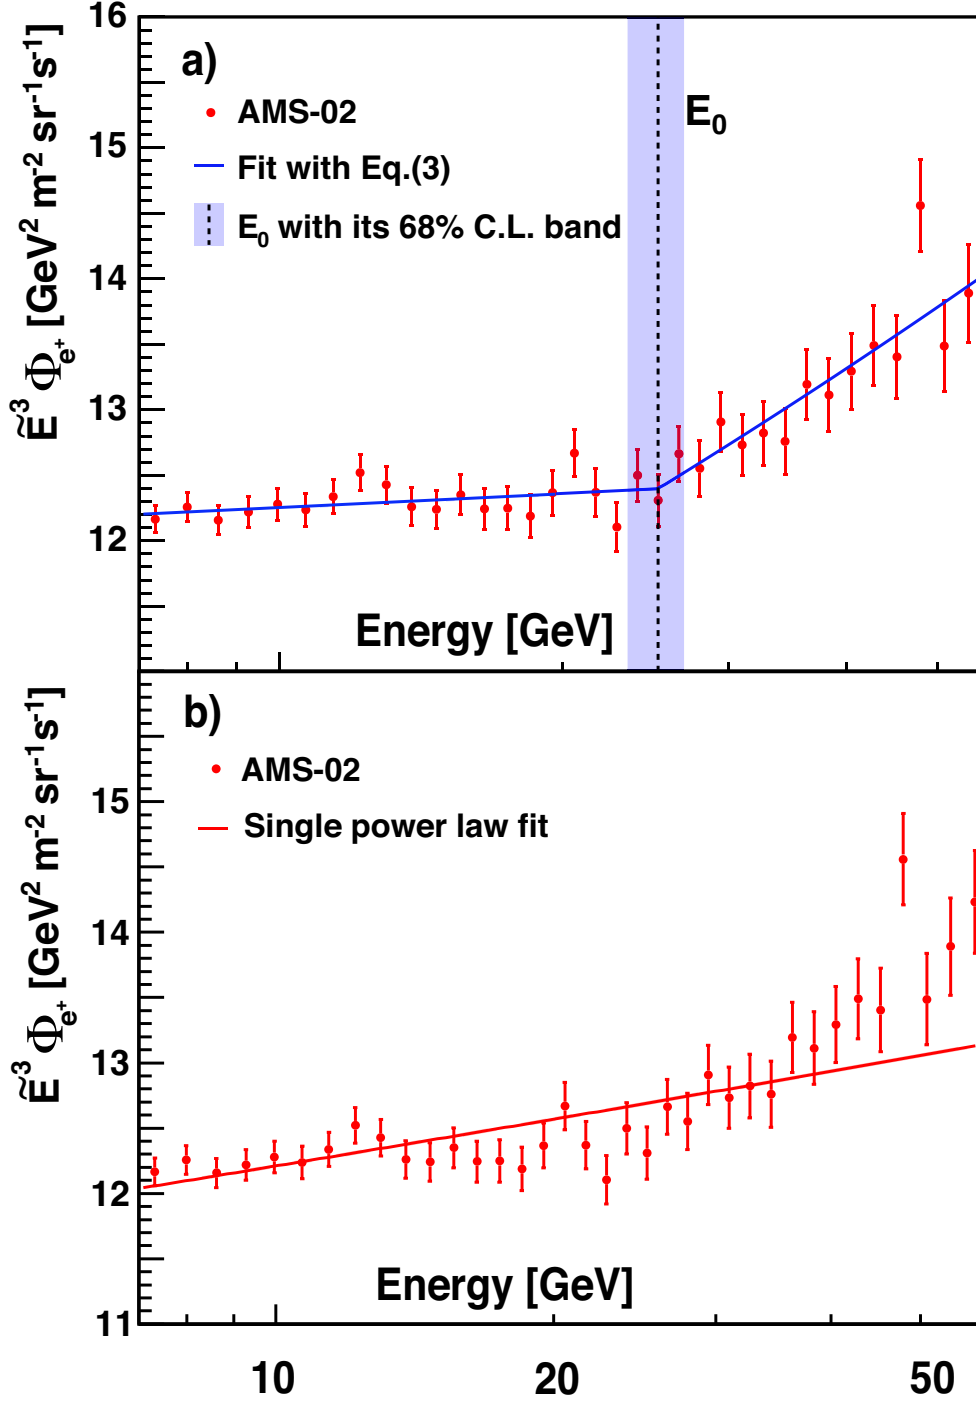 16
a)
AMS-02
E₀
15
Fit with Eq.(3)
E₀ with its 68% C.L. band
14
13
12
Ẽ³ Φₑ⁺ [GeV² m⁻² sr⁻¹s⁻¹]
Energy [GeV]
b)
AMS-02
15
Single power law fit
14
13
12
11
Ẽ³ Φₑ⁺ [GeV² m⁻² sr⁻¹s⁻¹]
Energy [GeV]
10 20 50